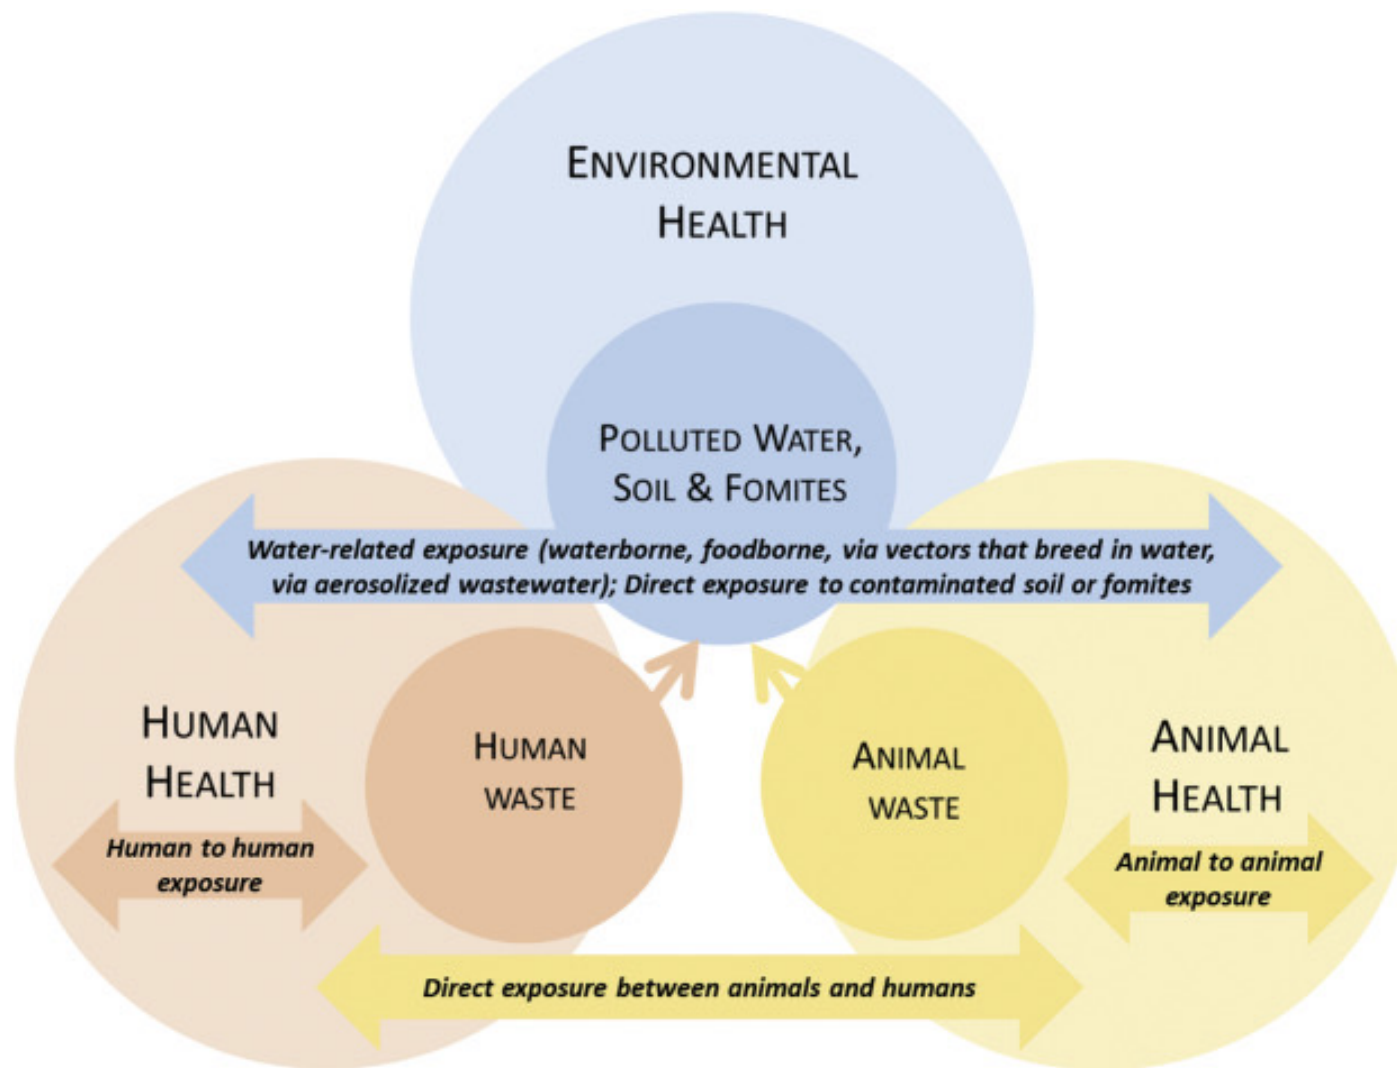 ENVIRONMENTAL
HEALTH
POLLUTED WATER,
SOIL & FOMITES
Water-related exposure (waterborne, foodborne, via vectors that breed in water,
via aerosolized wastewater); Direct exposure to contaminated soil or fomites
HUMAN
HEALTH
HUMAN
WASTE
ANIMAL
WASTE
ANIMAL
HEALTH
Human to human
exposure
Animal to animal
exposure
Direct exposure between animals and humans